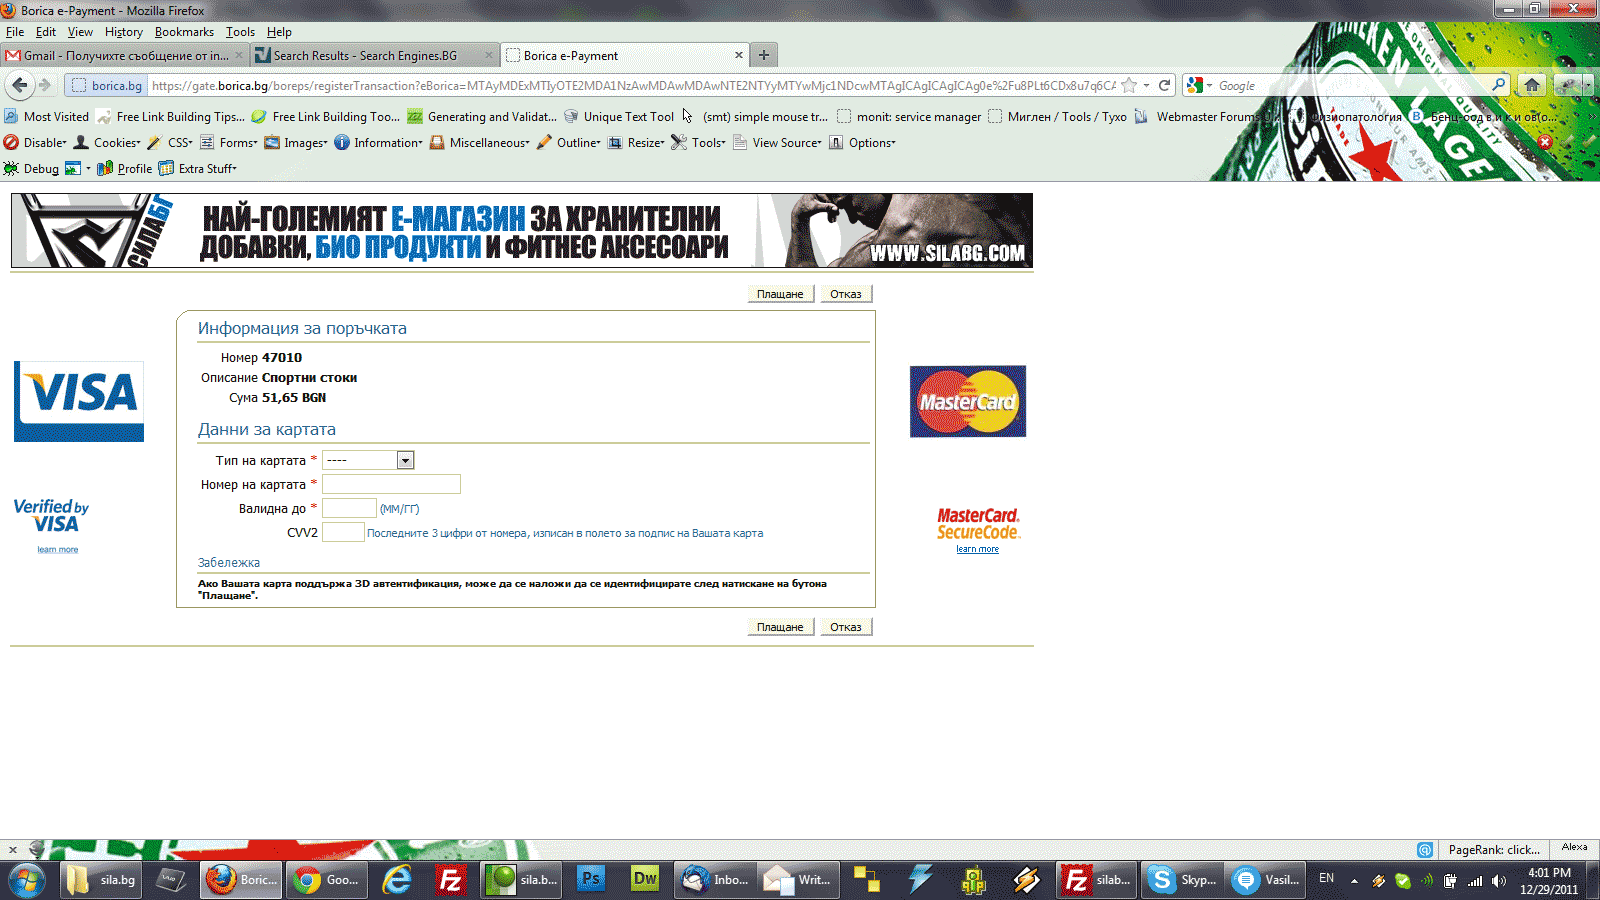 Borica e-Payment - Mozilla Firefox
File Edit View History Bookmarks Tools Help
Gmail - Получихте съобщение от in...
Search Results - Search Engines.BG
Borica e-Payment
borica.bg https://gate.borica.bg/boreps/registerTransaction?eBorica=
Google
Most Visited Free Link Building Tips... Free Link Building Too... Generating and Validat... Unique Text Tool (smt) simple mouse tr... monit: service manager Миглен / Tools / Тухо Webmaster Forums Физиопатология
Disable Cookies CSS Forms Images Information Miscellaneous Outline Resize Tools View Source Options
Debug Profile Extra Stuff
СИЛАБГ
НАЙ-ГОЛЕМИЯТ Е-МАГАЗИН ЗА ХРАНИТЕЛНИ
ДОБАВКИ, БИО ПРОДУКТИ И ФИТНЕС АКСЕСОАРИ
WWW.SILABG.COM
Плащане Отказ
Информация за поръчката
Номер 47010
Описание Спортни стоки
Сума 51,65 BGN
VISA
MasterCard
Данни за картата
Тип на картата * ----
Номер на картата *
Валидна до * (ММ/ГГ)
CVV2 Последните 3 цифри от номера, изписан в полето за подпис на Вашата карта
Verified by
VISA
learn more
MasterCard.
SecureCode.
learn more
Забележка
Ако Вашата карта поддържа 3D автентификация, може да се наложи да се идентифицирате след натискане на бутона
"Плащане".
Плащане Отказ
PageRank: click... Alexa
sila.bg Boric... Goo... sila.b... Ps Dw Inbo... Writ... silab... Skyp... Vasil... EN
4:01 PM
12/29/2011